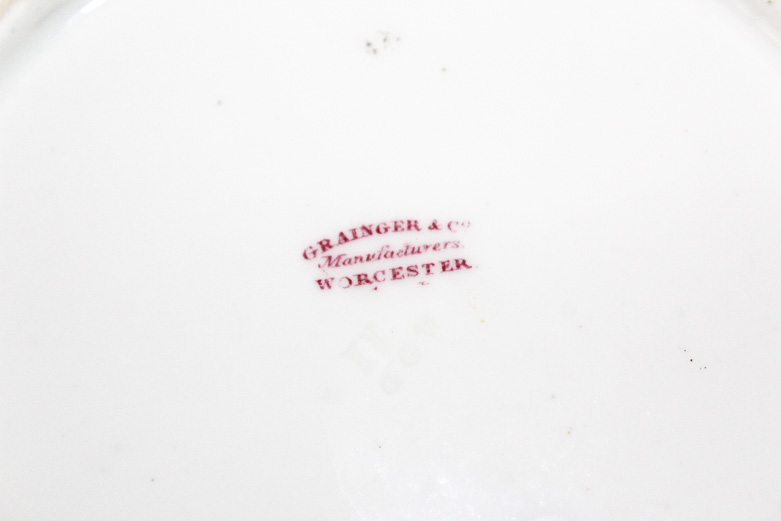 GRAINGER & Co
Manufacturers.
WORCESTER.